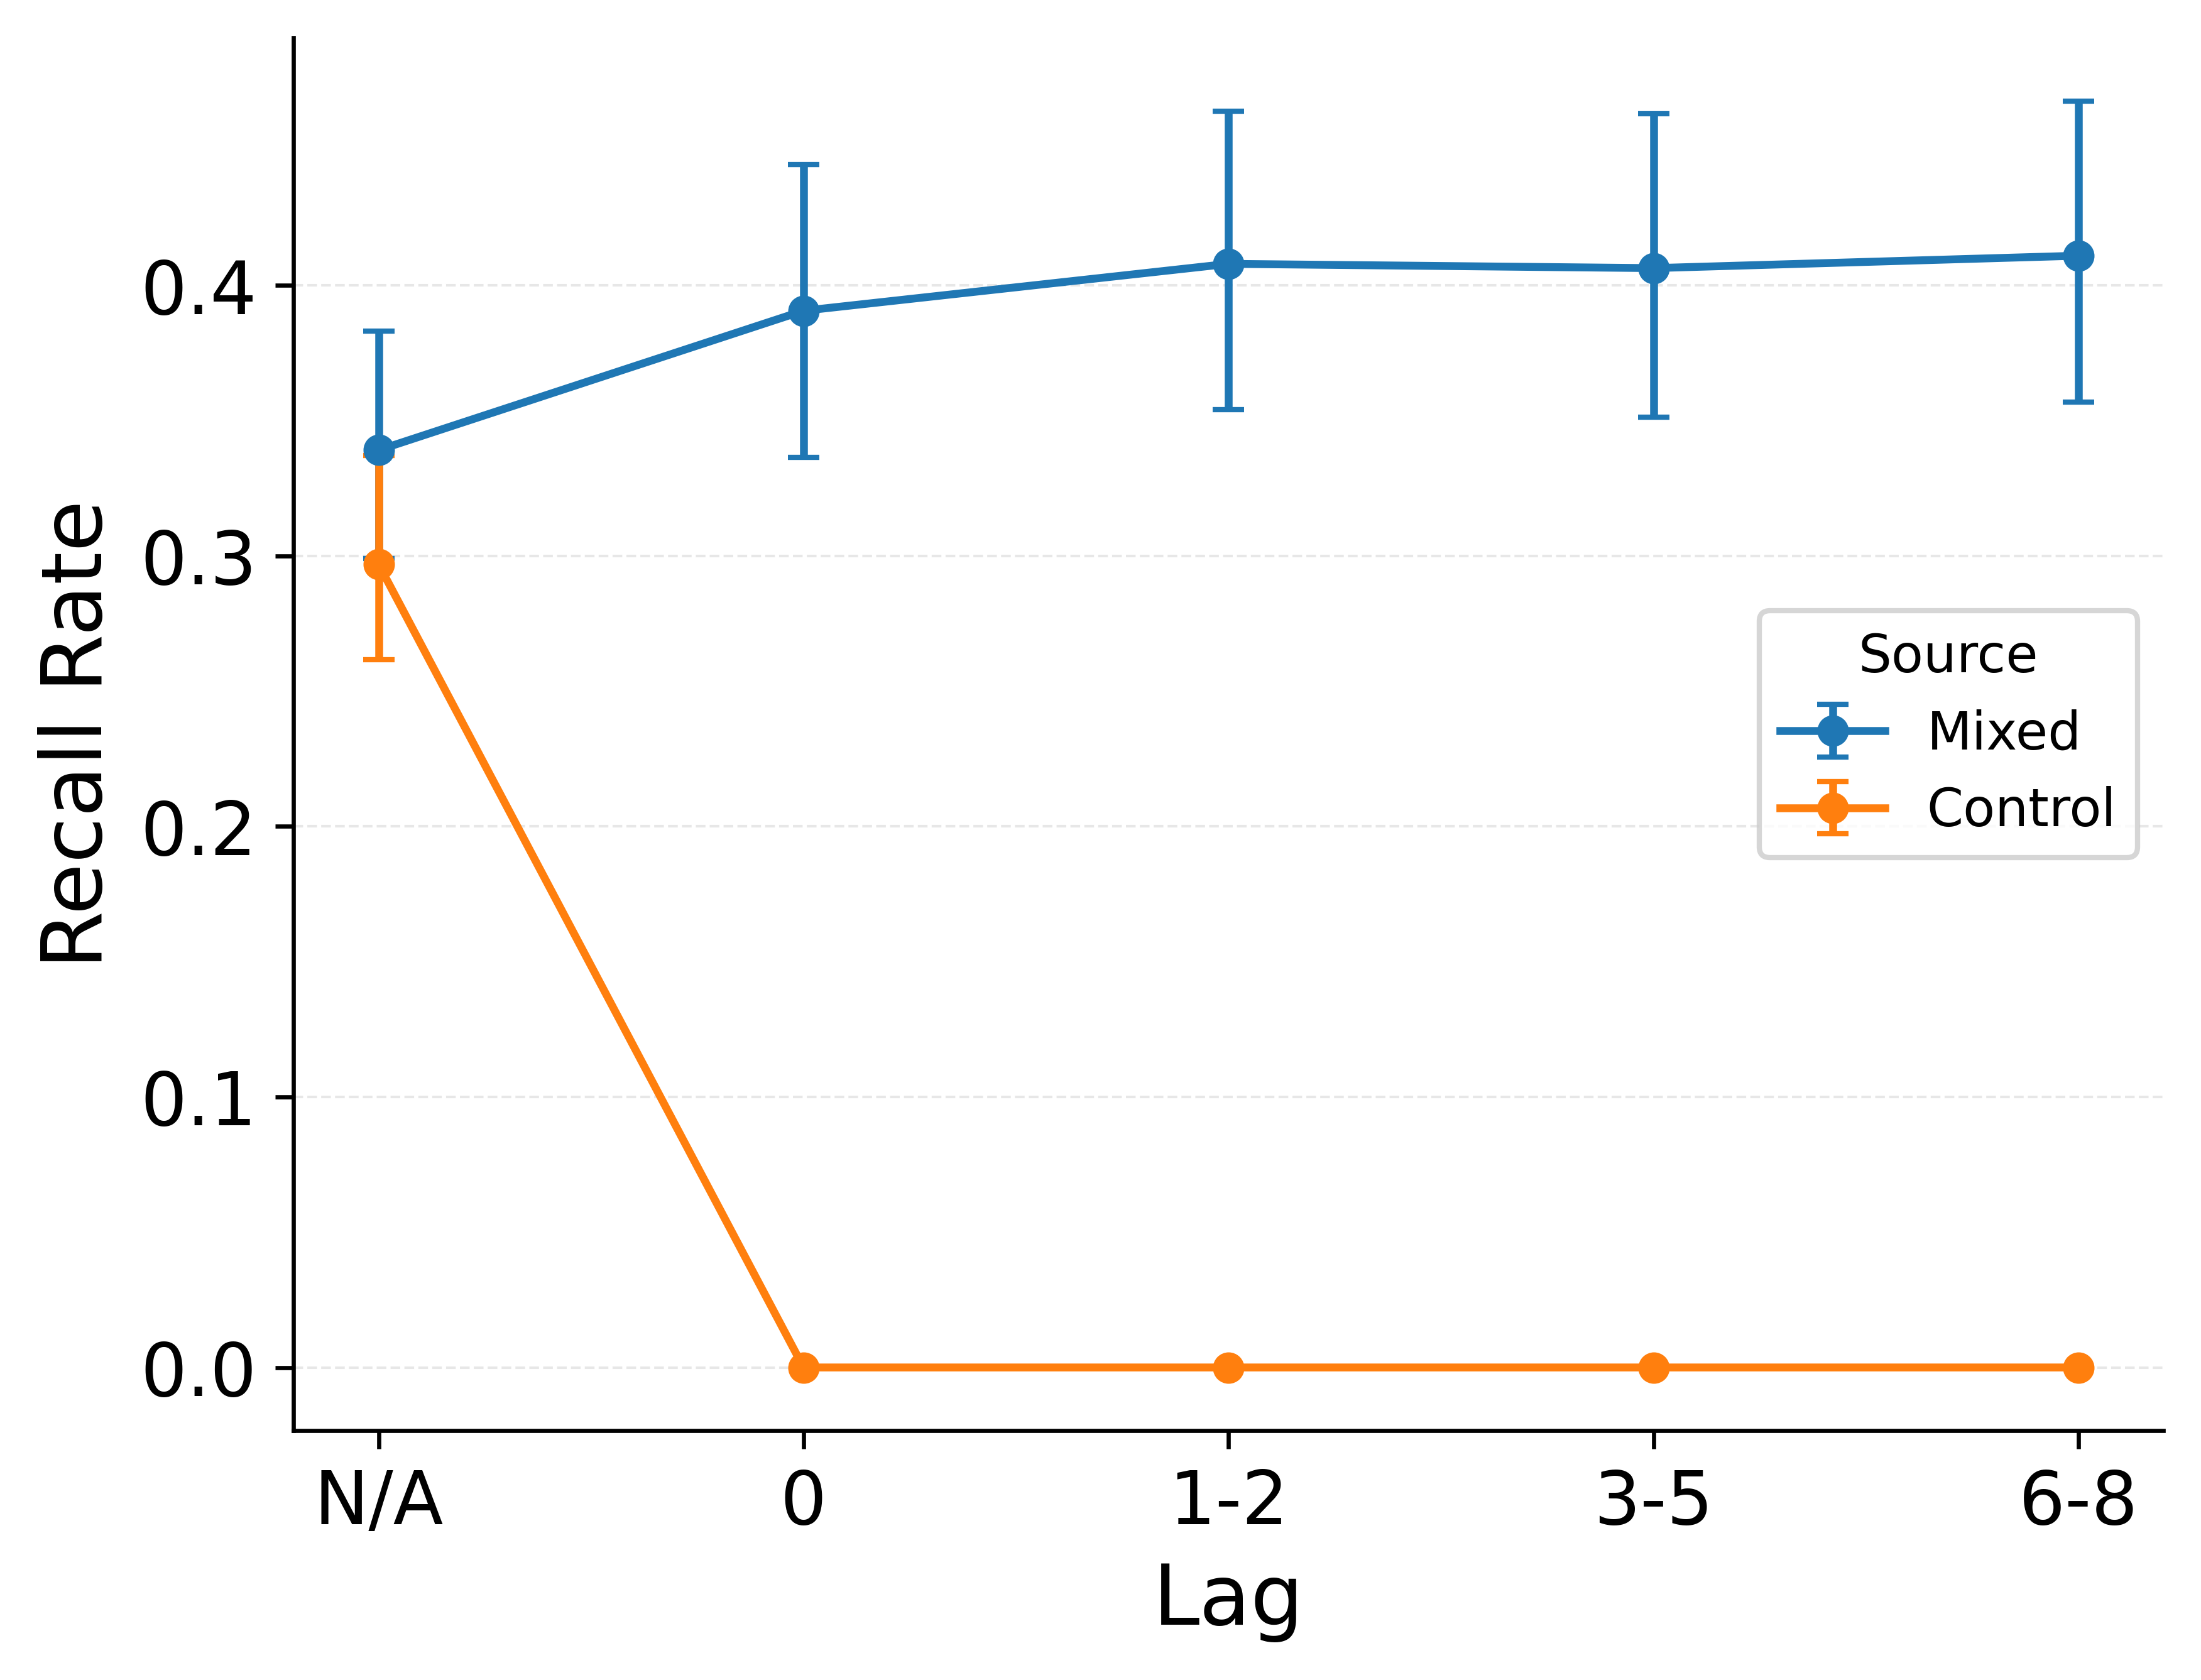 Recall Rate
0.4
0.3
0.2
0.1
0.0
Source
Mixed
Control
N/A
0
1-2
3-5
6-8
Lag